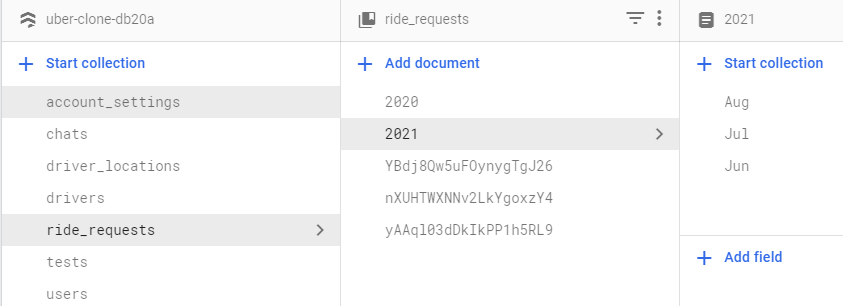 uber-clone-db20a
Start collection
account_settings
chats
driver_locations
drivers
ride_requests
tests
users
ride_requests
Add document
2020
2021
YBdj8Qw5uFOynygTgJ26
nXUHTWXNNv2LkYgoxzY4
yAAql03dDkIkPP1h5RL9
2021
Start collection
Aug
Jul
Jun
Add field